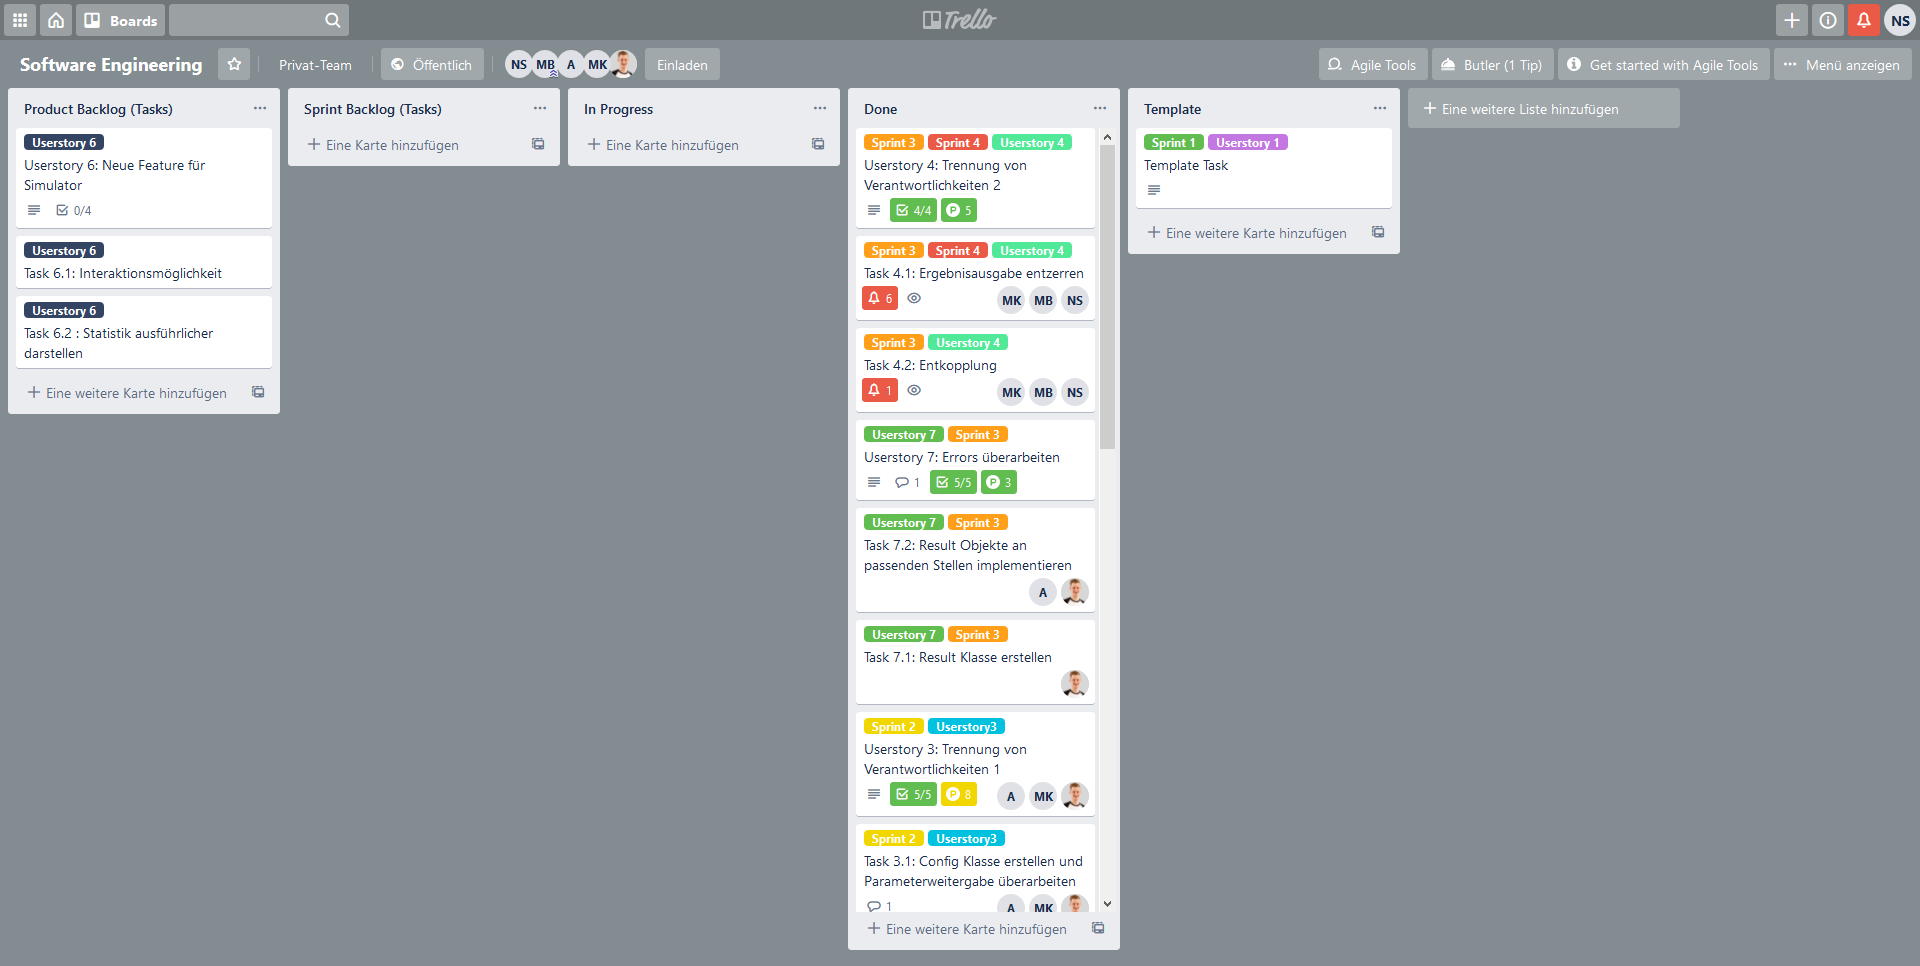 Boards
Trello
NS
Software Engineering
Privat-Team
Öffentlich
NS MB A MK
Einladen
Agile Tools
Butler (1 Tip)
Get started with Agile Tools
Menü anzeigen
Product Backlog (Tasks)
Userstory 6
Userstory 6: Neue Feature für
Simulator
0/4
Userstory 6
Task 6.1: Interaktionsmöglichkeit
Userstory 6
Task 6.2 : Statistik ausführlicher
darstellen
Eine weitere Karte hinzufügen
Sprint Backlog (Tasks)
Eine Karte hinzufügen
In Progress
Eine Karte hinzufügen
Done
Sprint 3 Sprint 4 Userstory 4
Userstory 4: Trennung von
Verantwortlichkeiten 2
4/4 P 5
Sprint 3 Sprint 4 Userstory 4
Task 4.1: Ergebnisausgabe entzerren
6 MK MB NS
Sprint 3 Userstory 4
Task 4.2: Entkopplung
1 MK MB NS
Userstory 7 Sprint 3
Userstory 7: Errors überarbeiten
1 5/5 P 3
Userstory 7 Sprint 3
Task 7.2: Result Objekte an
passenden Stellen implementieren
A
Userstory 7 Sprint 3
Task 7.1: Result Klasse erstellen
Sprint 2 Userstory3
Userstory 3: Trennung von
Verantwortlichkeiten 1
5/5 P 8 A MK
Sprint 2 Userstory3
Task 3.1: Config Klasse erstellen und
Parameterweitergabe überarbeiten
1 A MK
Eine weitere Karte hinzufügen
Template
Sprint 1 Userstory 1
Template Task
Eine weitere Karte hinzufügen
Eine weitere Liste hinzufügen